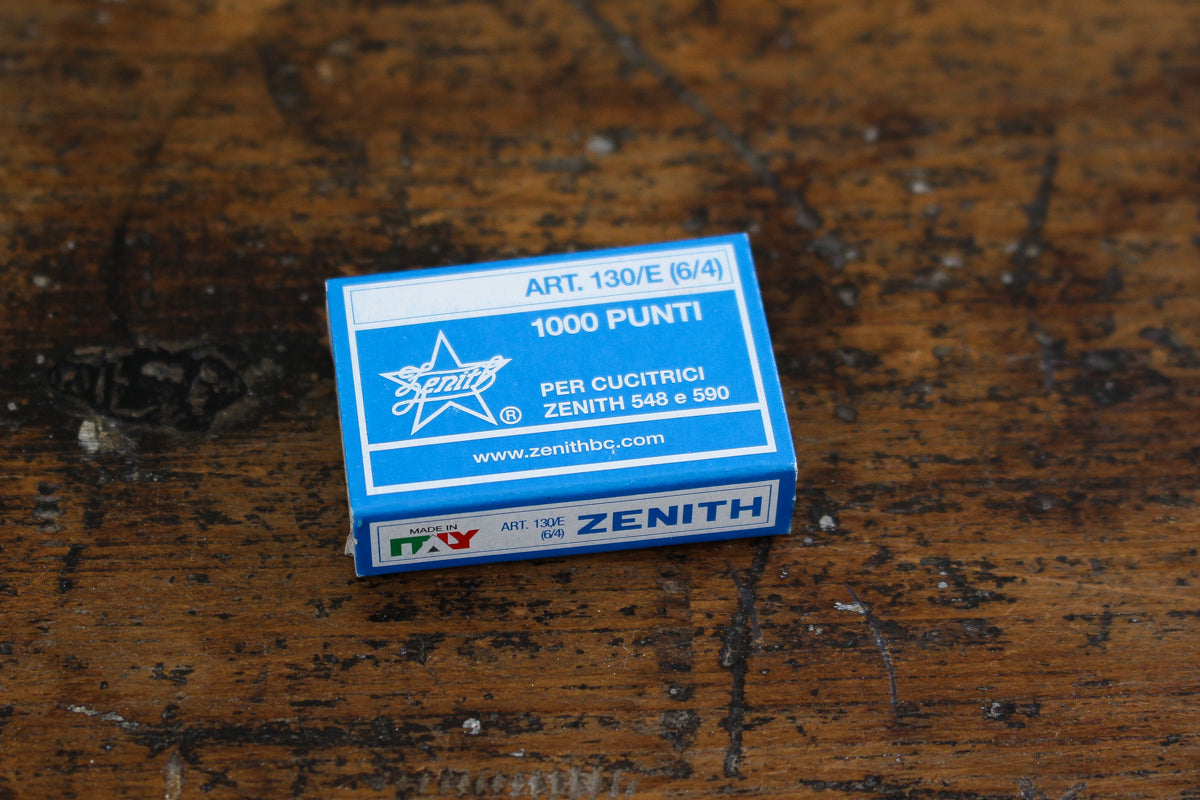 ART. 130/E (6/4)
1000 PUNTI
Zenith
®
PER CUCITRICI
ZENITH 548 e 590
www.zenithbc.com
MADE IN
ITALY
ART. 130/E
(6/4)
ZENITH